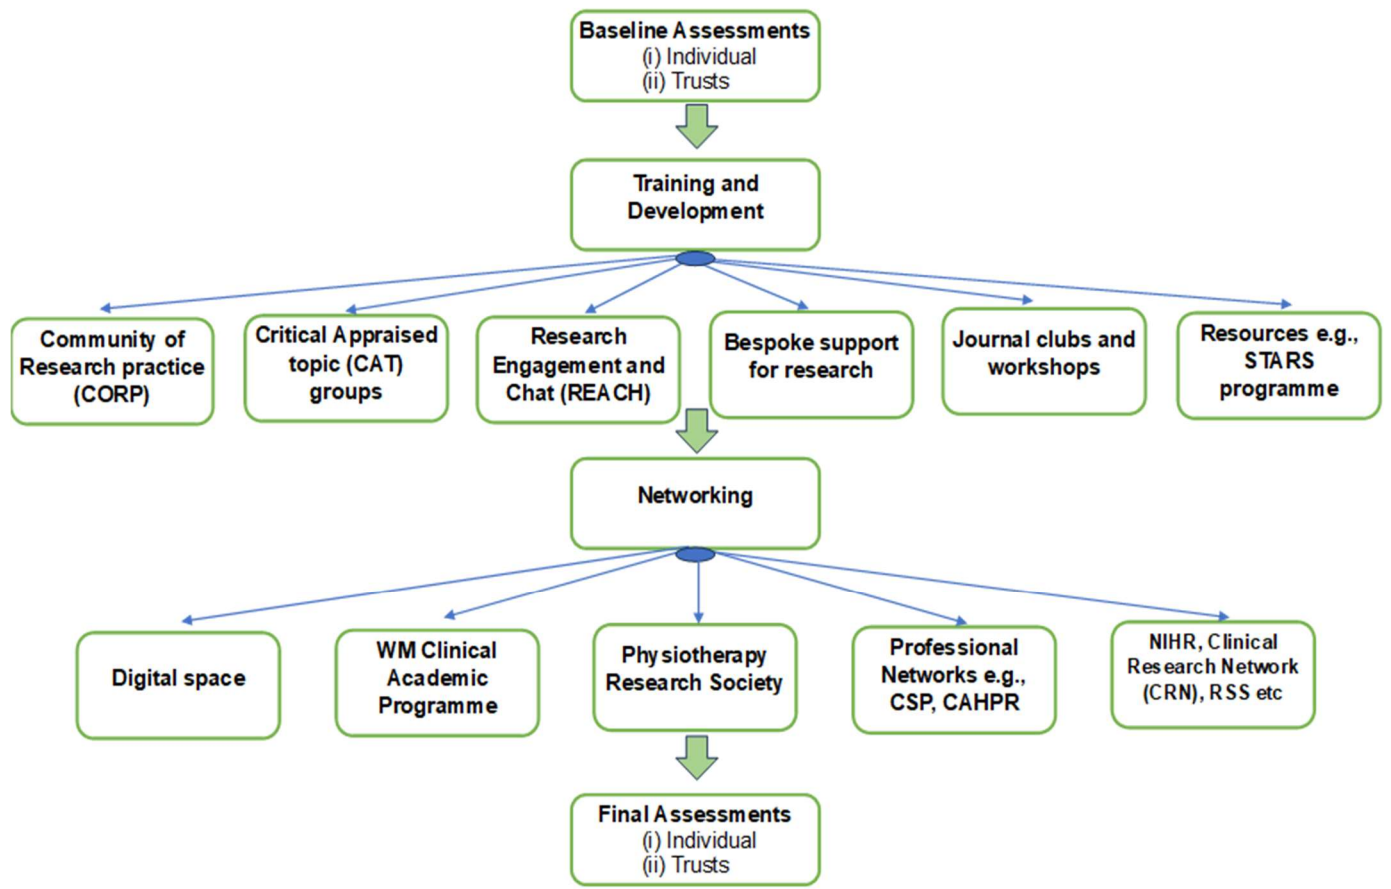 Baseline Assessments
(i) Individual
(ii) Trusts
Training and
Development
Community of
Research practice
(CORP)
Critical Appraised
topic (CAT)
groups
Research
Engagement and
Chat (REACH)
Bespoke support
for research
Journal clubs and
workshops
Resources e.g.,
STARS
programme
Networking
Digital space
WM Clinical
Academic
Programme
Physiotherapy
Research Society
Professional
Networks e.g.,
CSP, CAHPR
NIHR, Clinical
Research Network
(CRN), RSS etc
Final Assessments
(i) Individual
(ii) Trusts